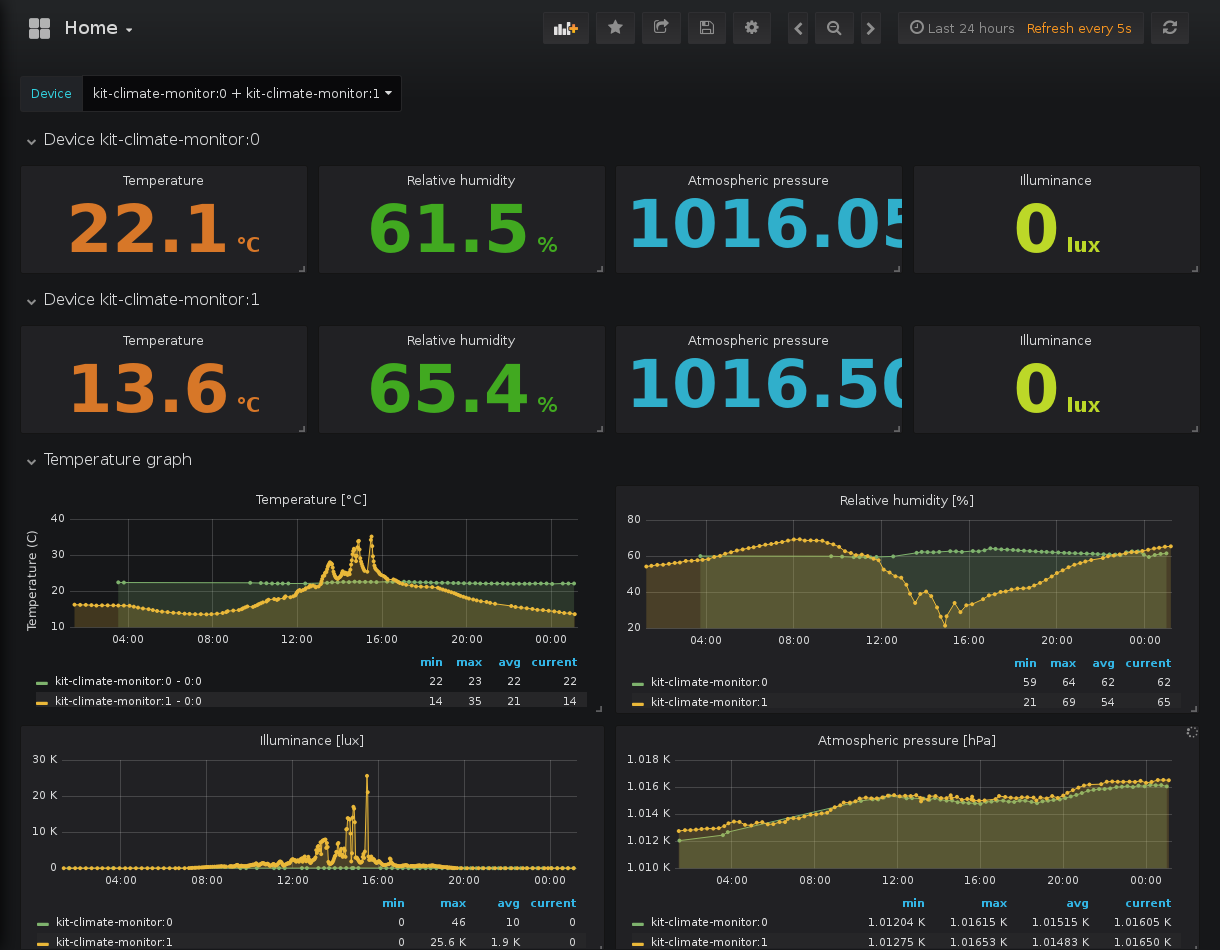 Home
Last 24 hours Refresh every 5s
Device kit-climate-monitor:0 + kit-climate-monitor:1
Device kit-climate-monitor:0
Temperature Relative humidity Atmospheric pressure Illuminance
22.1 °C 61.5 % 1016.05 0 lux
Device kit-climate-monitor:1
Temperature Relative humidity Atmospheric pressure Illuminance
13.6 °C 65.4 % 1016.50 0 lux
Temperature graph
Temperature [°C]
Temperature (C)
40
30
20
10
04:00 08:00 12:00 16:00 20:00 00:00
min max avg current
kit-climate-monitor:0 - 0:0 22 23 22 22
kit-climate-monitor:1 - 0:0 14 35 21 14
Relative humidity [%]
80
60
40
20
04:00 08:00 12:00 16:00 20:00 00:00
min max avg current
kit-climate-monitor:0 59 64 62 62
kit-climate-monitor:1 21 69 54 65
Illuminance [lux]
30 K
20 K
10 K
0
04:00 08:00 12:00 16:00 20:00 00:00
min max avg current
kit-climate-monitor:0 0 46 10 0
kit-climate-monitor:1 0 25.6 K 1.9 K 0
Atmospheric pressure [hPa]
1.018 K
1.016 K
1.014 K
1.012 K
1.010 K
04:00 08:00 12:00 16:00 20:00 00:00
min max avg current
kit-climate-monitor:0 1.01204 K 1.01615 K 1.01515 K 1.01605 K
kit-climate-monitor:1 1.01275 K 1.01653 K 1.01483 K 1.01650 K